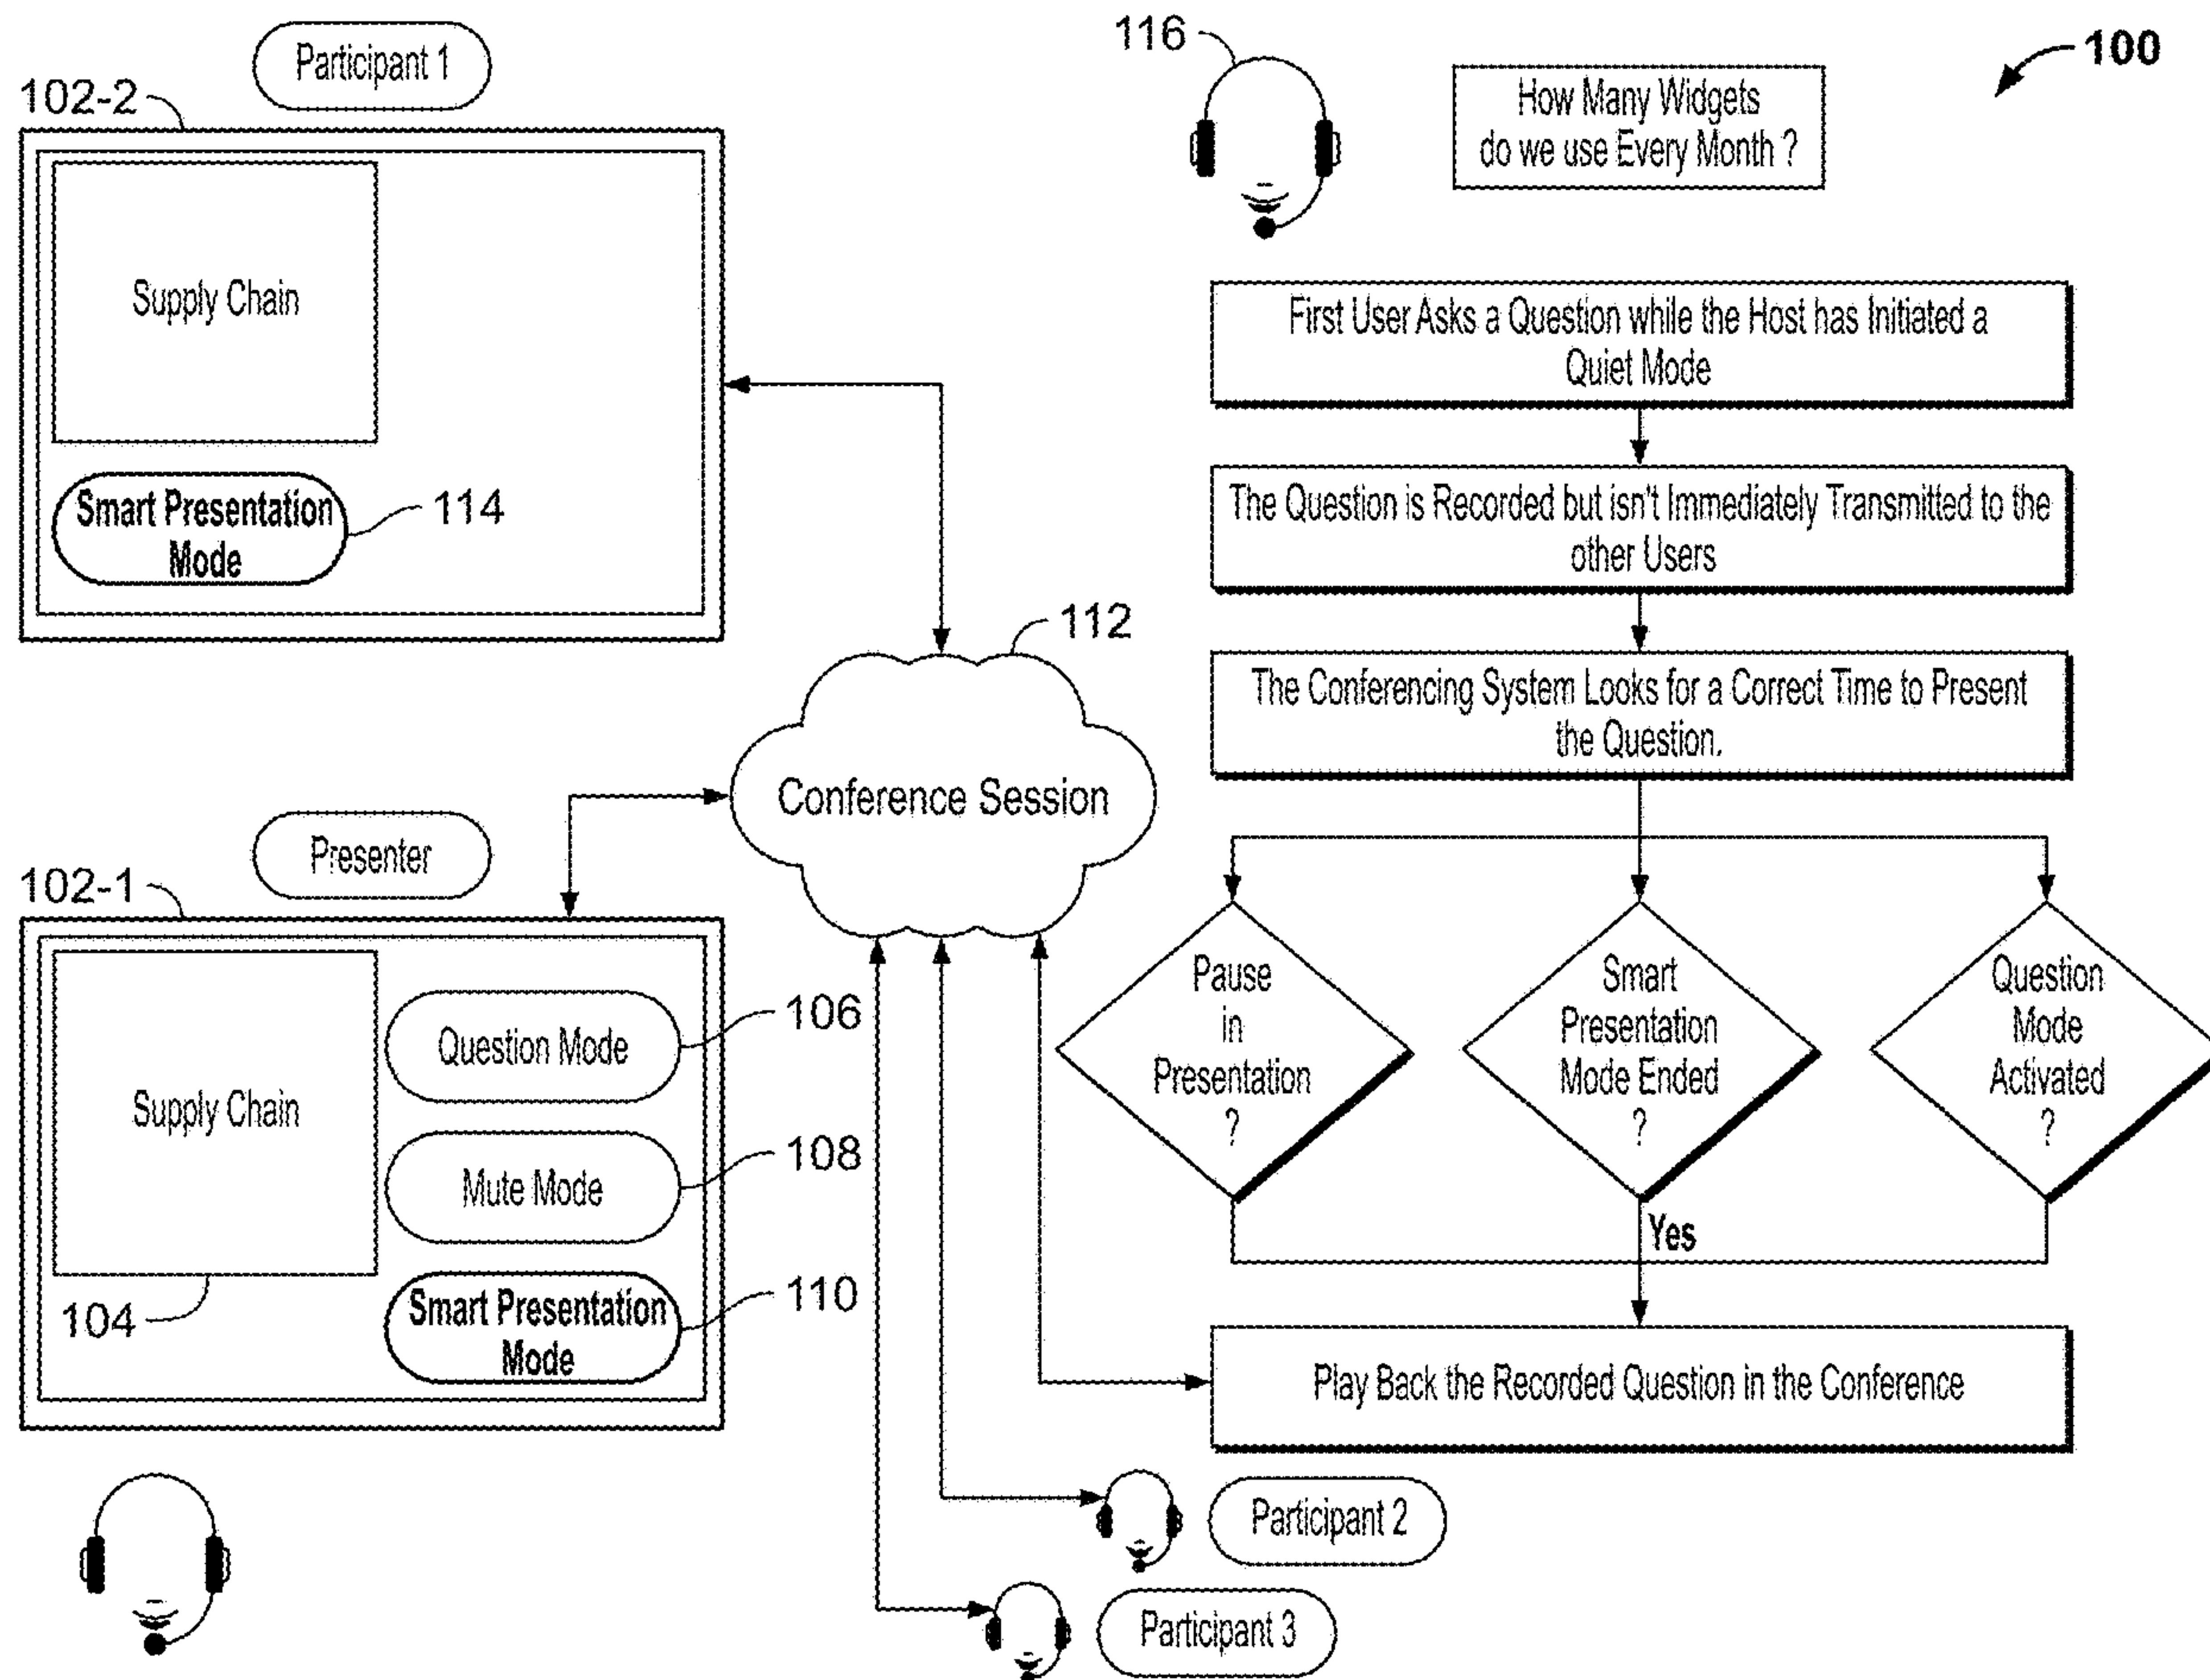 Participant 1
102-2
Supply Chain
Smart Presentation
Mode
114
116
How Many Widgets
do we use Every Month ?
100
First User Asks a Question while the Host has Initiated a
Quiet Mode
The Question is Recorded but isn't Immediately Transmitted to the
other Users
The Conferencing System Looks for a Correct Time to Present
the Question.
112
Conference Session
Presenter
102-1
Supply Chain
104
Question Mode
106
Mute Mode
108
Smart Presentation
Mode
110
Pause
in
Presentation
?
Smart
Presentation
Mode Ended
?
Question
Mode
Activated
?
Yes
Play Back the Recorded Question in the Conference
Participant 2
Participant 3